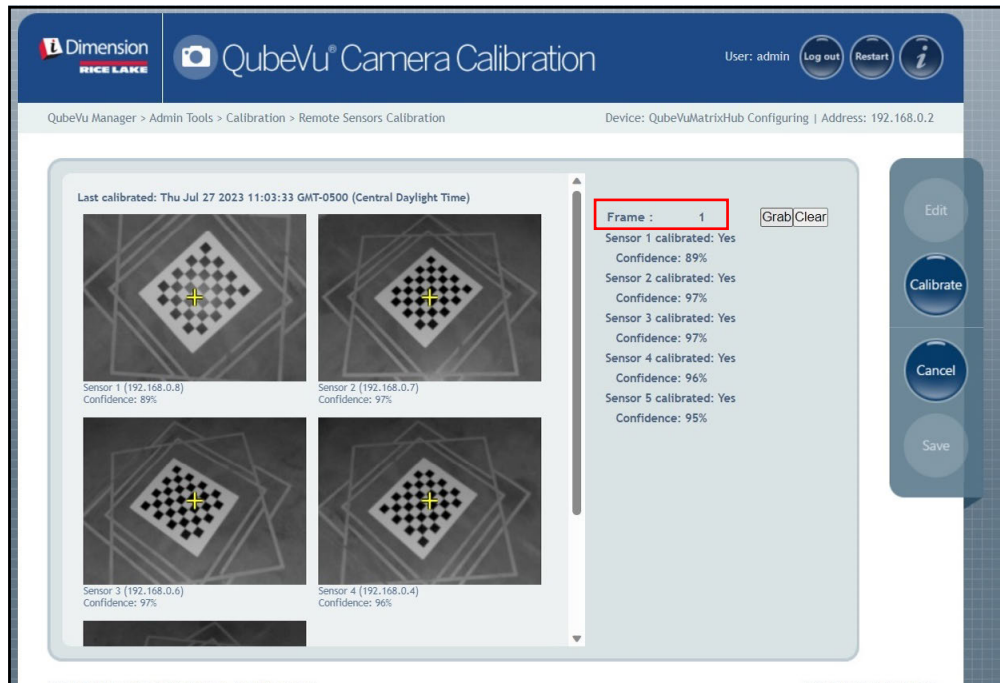 i Dimension
RICE LAKE
QubeVu® Camera Calibration
User: admin
Log out
Restart
i
QubeVu Manager > Admin Tools > Calibration > Remote Sensors Calibration
Device: QubeVuMatrixHub Configuring | Address: 192.168.0.2
Last calibrated: Thu Jul 27 2023 11:03:33 GMT-0500 (Central Daylight Time)
Sensor 1 (192.168.0.8)
Confidence: 89%
Sensor 2 (192.168.0.7)
Confidence: 97%
Sensor 3 (192.168.0.6)
Confidence: 97%
Sensor 4 (192.168.0.4)
Confidence: 96%
Frame : 1
Grab Clear
Sensor 1 calibrated: Yes
Confidence: 89%
Sensor 2 calibrated: Yes
Confidence: 97%
Sensor 3 calibrated: Yes
Confidence: 97%
Sensor 4 calibrated: Yes
Confidence: 96%
Sensor 5 calibrated: Yes
Confidence: 95%
Edit
Calibrate
Cancel
Save